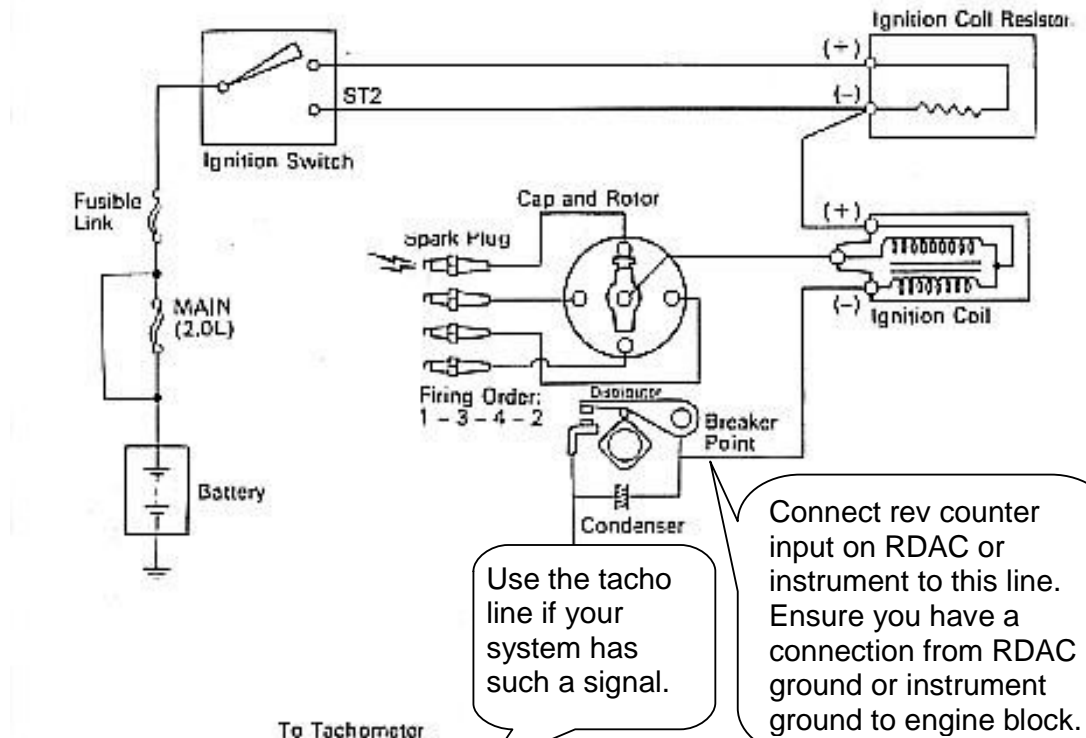 Ignition Coil Resistor
(+)
(-)
ST2
Ignition Switch
Fusible
Link
Cap and Rotor
(+)
Spark Plug
MAIN
(2.0L)
(-)
Ignition Coil
Firing Order:
1 - 3 - 4 - 2
Distributor
Breaker
Point
Battery
Condenser
Connect rev counter
input on RDAC or
instrument to this line.
Ensure you have a
connection from RDAC
ground or instrument
ground to engine block.
Use the tacho
line if your
system has
such a signal.
To Tachometer